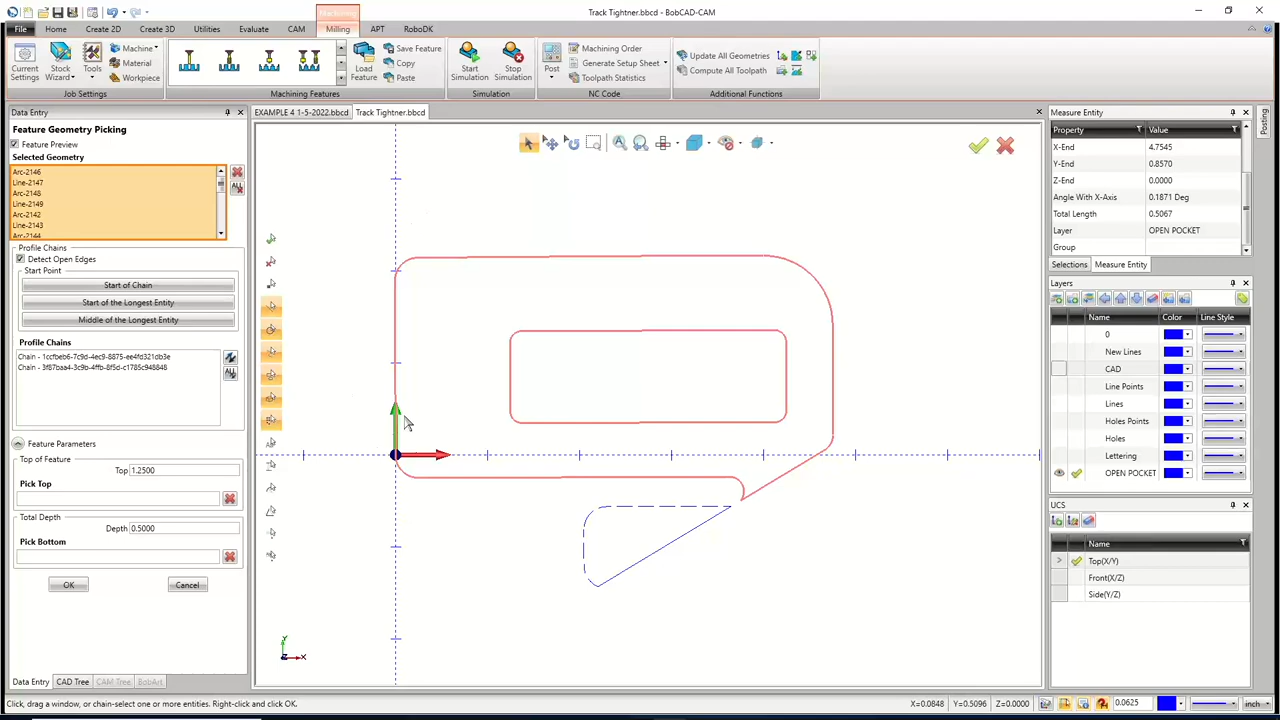 Track Tightner.bbcd - BobCAD-CAM
Machining
File Home Create 2D Create 3D Utilities Evaluate CAM Milling APT RoboDK
Current Settings
Stock Wizard
Tools
Machine
Material
Workpiece
Job Settings
Machining Features
Load Feature
Save Feature
Copy
Paste
Start Simulation
Stop Simulation
Simulation
Post
Machining Order
Generate Setup Sheet
Toolpath Statistics
NC Code
Update All Geometries
Compute All Toolpath
Additional Functions
Data Entry
EXAMPLE 4 1-5-2022.bbcd
Track Tightner.bbcd
Feature Geometry Picking
Feature Preview
Selected Geometry
Arc-2146
Line-2147
Arc-2148
Line-2149
Arc-2142
Line-2143
Arc-2144
Profile Chains
Detect Open Edges
Start Point
Start of Chain
Start of the Longest Entity
Middle of the Longest Entity
Profile Chains
Chain - 1ccfbeb6-7c9d-4ec9-8875-ee4fd321db3e
Chain - 3f87baa4-3c9b-4ffb-8f5d-c1785c948848
Feature Parameters
Top of Feature
Top 1.2500
Pick Top
Total Depth
Depth 0.5000
Pick Bottom
OK Cancel
Y
Z X
Data Entry CAD Tree CAM Tree BobArt
Measure Entity
Property Value
X-End 4.7545
Y-End 0.8570
Z-End 0.0000
Angle With X-Axis 0.1871 Deg
Total Length 0.5067
Layer OPEN POCKET
Group
Selections Measure Entity
Layers
Name Color Line Style
0
New Lines
CAD
Line Points
Lines
Holes Points
Holes
Lettering
OPEN POCKET
UCS
Name
Top(X/Y)
Front(X/Z)
Side(Y/Z)
Posting
Click, drag a window, or chain-select one or more entities. Right-click and click OK.
X=0.0848 Y=0.5096 Z=0.0000
0.0625
inch